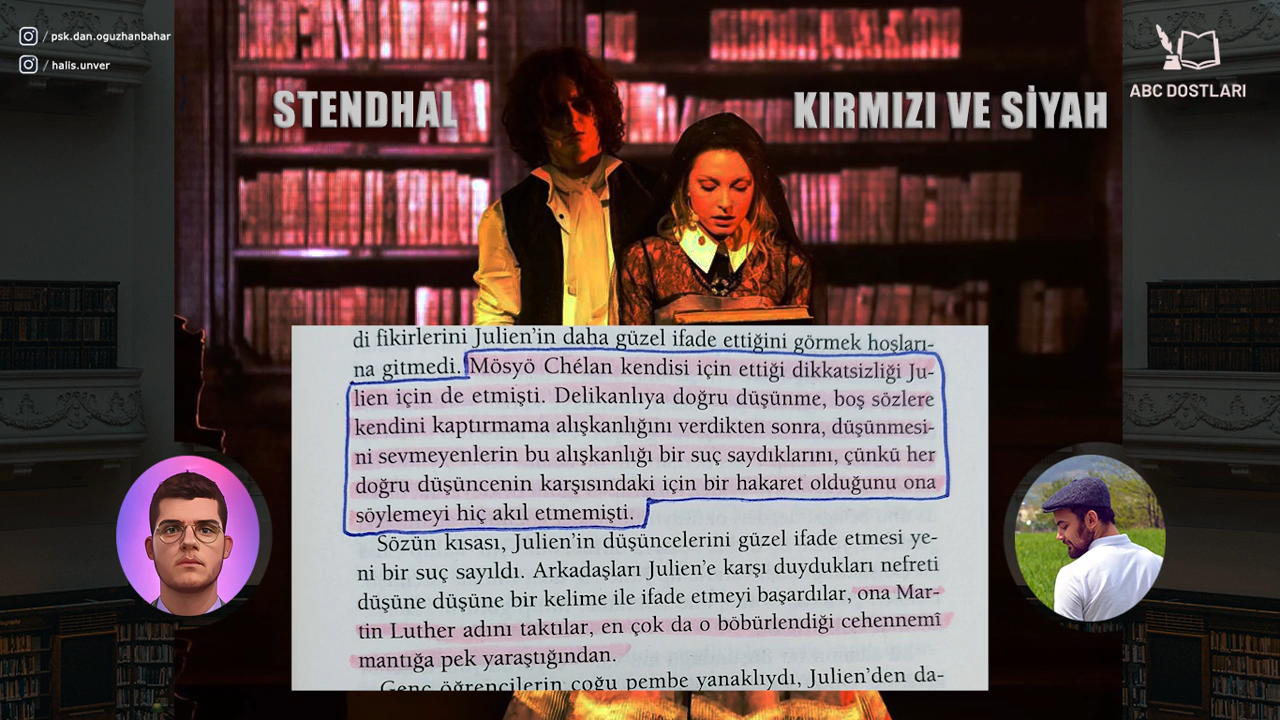 / psk.dan.oguzhanbahar
/ halis.unver
STENDHAL
KIRMIZI VE SİYAH
ABC DOSTLARI
di fikirlerini Julien'in daha güzel ifade ettiğini görmek hoşları-
na gitmedi. Mösyö Chélan kendisi için ettiği dikkatsizliği Ju-
lien için de etmişti. Delikanlıya doğru düşünme, boş sözlere
kendini kaptırmama alışkanlığını verdikten sonra, düşünmesi-
ni sevmeyenlerin bu alışkanlığı bir suç saydıklarını, çünkü her
doğru düşüncenin karşısındaki için bir hakaret olduğunu ona
söylemeyi hiç akıl etmemişti.
Sözün kısası, Julien'in düşüncelerini güzel ifade etmesi ye-
ni bir suç sayıldı. Arkadaşları Julien'e karşı duydukları nefreti
düşüne düşüne bir kelime ile ifade etmeyi başardılar, ona Mar-
tin Luther adını taktılar, en çok da o böbürlendiği cehennemî
mantığa pek yaraştığından.
Genç öğrencilerin çoğu pembe yanaklıydı, Julien'den da-